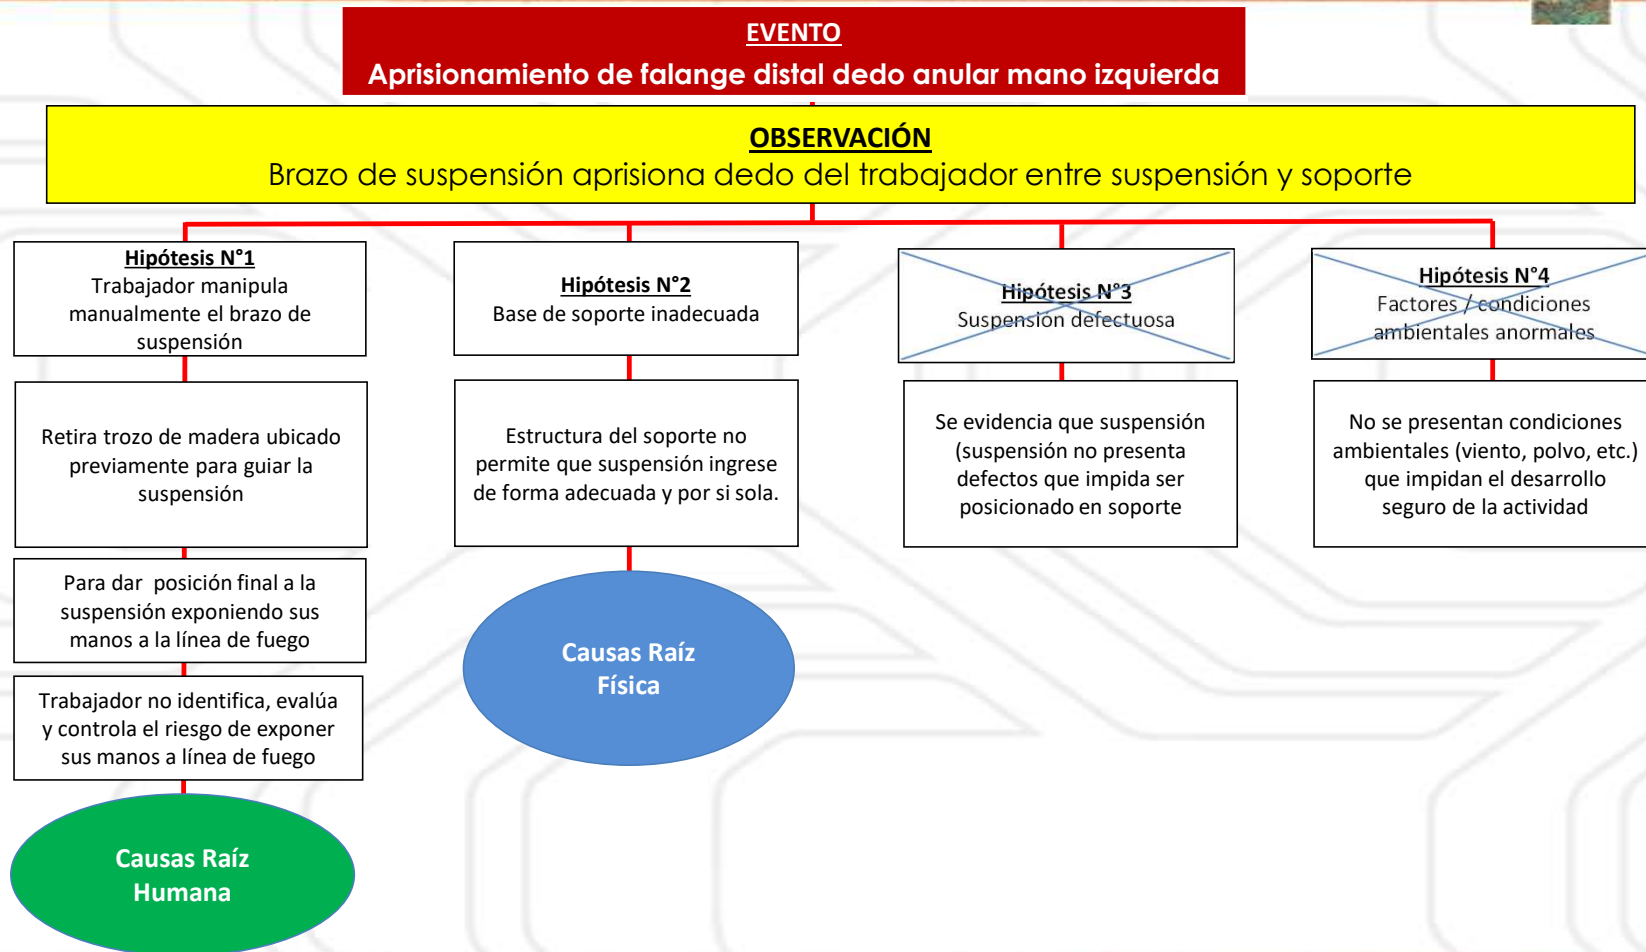 EVENTO
Aprisionamiento de falange distal dedo anular mano izquierda
OBSERVACIÓN
Brazo de suspensión aprisiona dedo del trabajador entre suspensión y soporte
Hipótesis N°1
Trabajador manipula
manualmente el brazo de
suspensión
Retira trozo de madera ubicado
previamente para guiar la
suspensión
Para dar posición final a la
suspensión exponiendo sus
manos a la línea de fuego
Trabajador no identifica, evalúa
y controla el riesgo de exponer
sus manos a línea de fuego
Causas Raíz
Humana
Hipótesis N°2
Base de soporte inadecuada
Estructura del soporte no
permite que suspensión ingrese
de forma adecuada y por si sola.
Causas Raíz
Física
Hipótesis N°3
Suspensión defectuosa
Se evidencia que suspensión
(suspensión no presenta
defectos que impida ser
posicionado en soporte
Hipótesis N°4
Factores / condiciones
ambientales anormales
No se presentan condiciones
ambientales (viento, polvo, etc.)
que impidan el desarrollo
seguro de la actividad